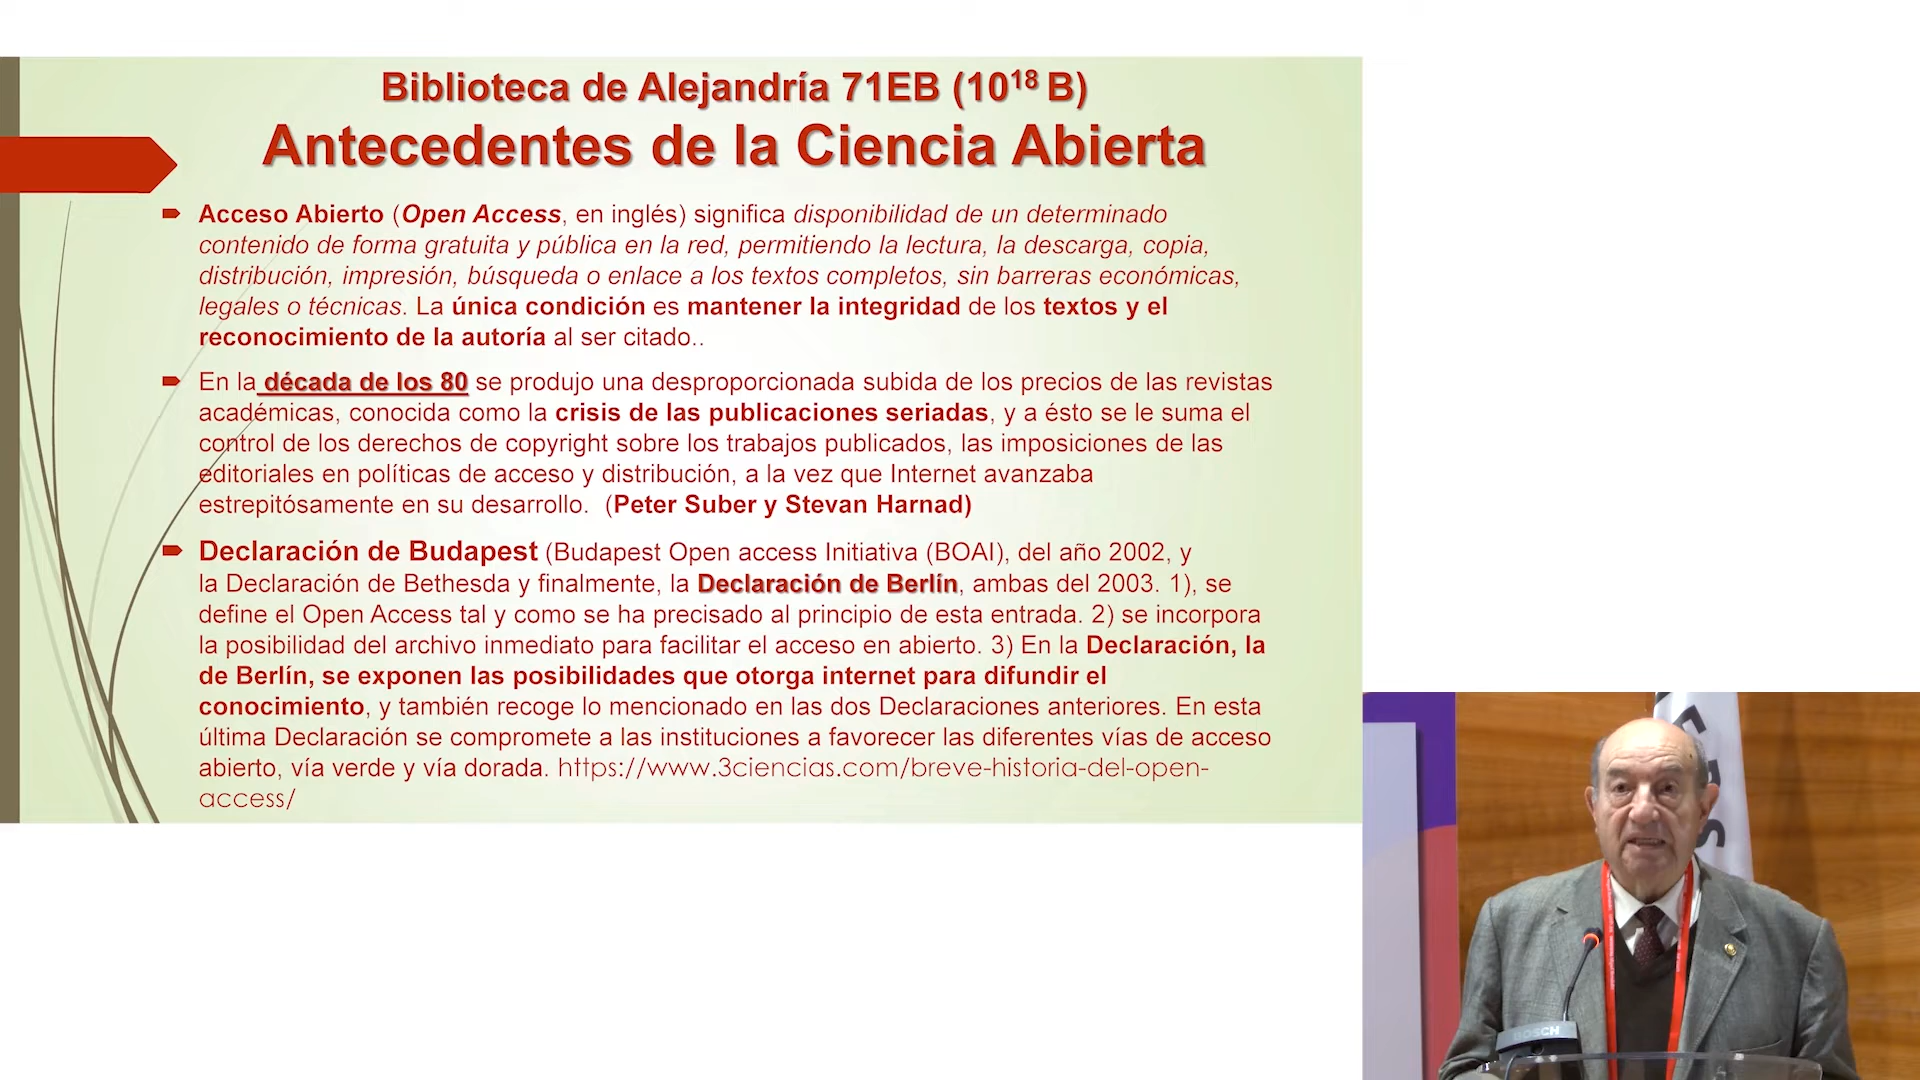 Biblioteca de Alejandría 71EB (10¹⁸ B)
Antecedentes de la Ciencia Abierta
Acceso Abierto (Open Access, en inglés) significa disponibilidad de un determinado
contenido de forma gratuita y pública en la red, permitiendo la lectura, la descarga, copia,
distribución, impresión, búsqueda o enlace a los textos completos, sin barreras económicas,
legales o técnicas. La única condición es mantener la integridad de los textos y el
reconocimiento de la autoría al ser citado..
En la década de los 80 se produjo una desproporcionada subida de los precios de las revistas
académicas, conocida como la crisis de las publicaciones seriadas, y a ésto se le suma el
control de los derechos de copyright sobre los trabajos publicados, las imposiciones de las
editoriales en políticas de acceso y distribución, a la vez que Internet avanzaba
estrepitósamente en su desarrollo. (Peter Suber y Stevan Harnad)
Declaración de Budapest (Budapest Open access Initiativa (BOAI), del año 2002, y
la Declaración de Bethesda y finalmente, la Declaración de Berlín, ambas del 2003. 1), se
define el Open Access tal y como se ha precisado al principio de esta entrada. 2) se incorpora
la posibilidad del archivo inmediato para facilitar el acceso en abierto. 3) En la Declaración, la
de Berlín, se exponen las posibilidades que otorga internet para difundir el
conocimiento, y también recoge lo mencionado en las dos Declaraciones anteriores. En esta
última Declaración se compromete a las instituciones a favorecer las diferentes vías de acceso
abierto, vía verde y vía dorada. https://www.3ciencias.com/breve-historia-del-open-
access/
BOSCH